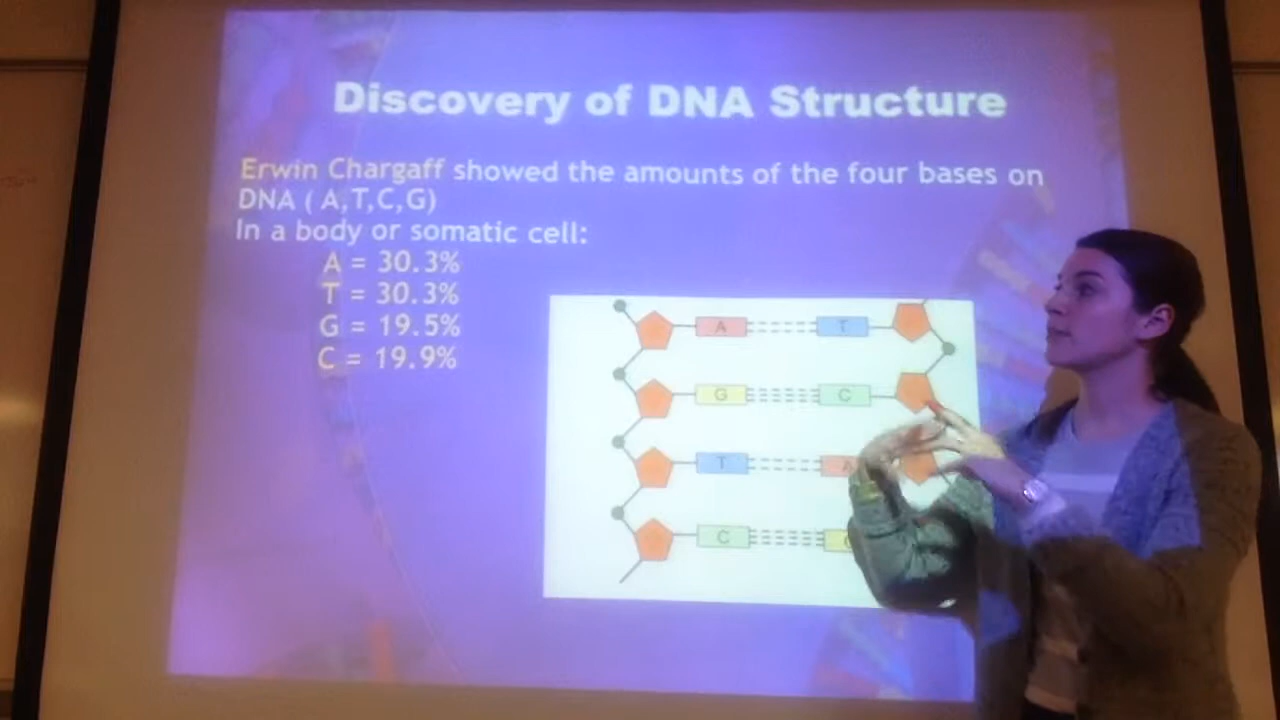 Discovery of DNA Structure
Erwin Chargaff showed the amounts of the four bases on
DNA ( A,T,C,G)
In a body or somatic cell:
A = 30.3%
T = 30.3%
G = 19.5%
C = 19.9%
A T
G C
T A
C